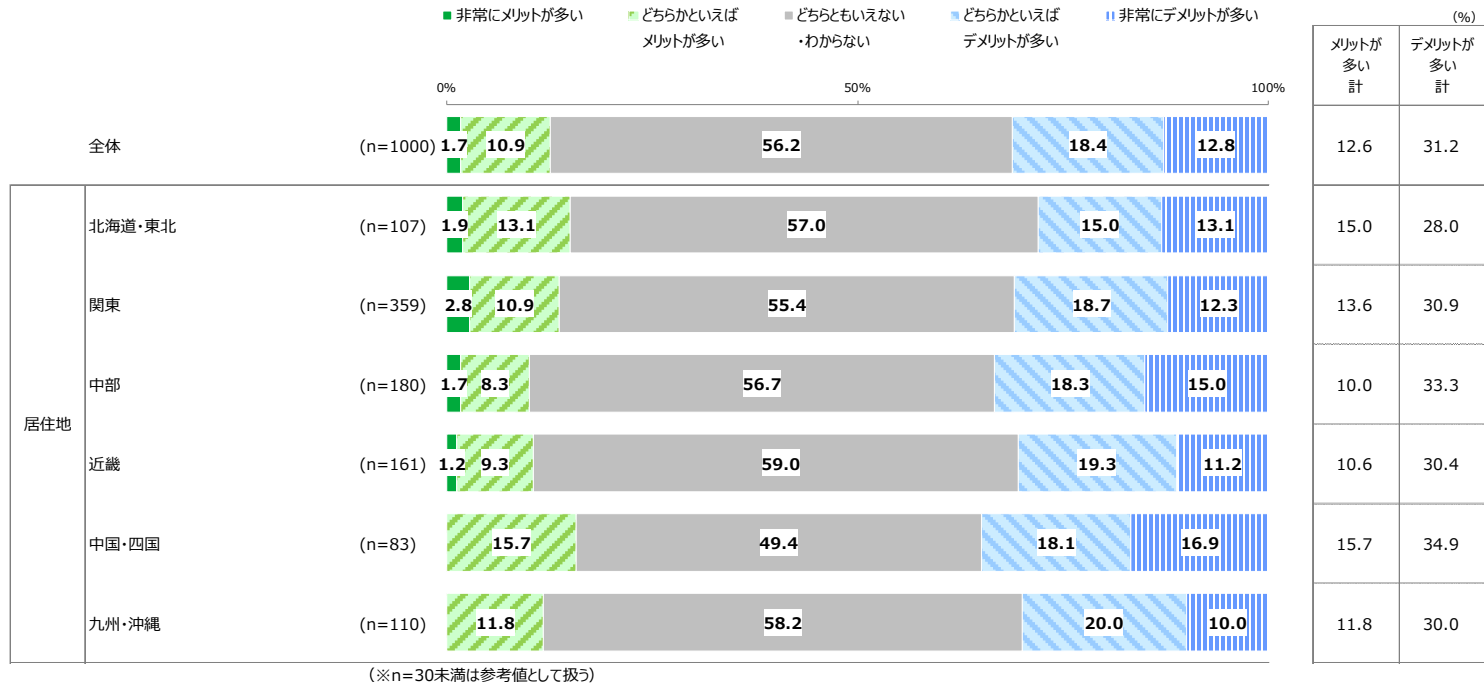 非常にメリットが多い どちらかといえば どちらともいえない どちらかといえば 非常にデメリットが多い
メリットが多い ・わからない デメリットが多い
(%)
メリットが デメリットが
多い 多い
計 計
0% 50% 100%
全体 (n=1000) 1.7 10.9 56.2 18.4 12.8 12.6 31.2
北海道・東北 (n=107) 1.9 13.1 57.0 15.0 13.1 15.0 28.0
関東 (n=359) 2.8 10.9 55.4 18.7 12.3 13.6 30.9
中部 (n=180) 1.7 8.3 56.7 18.3 15.0 10.0 33.3
居住地
近畿 (n=161) 1.2 9.3 59.0 19.3 11.2 10.6 30.4
中国・四国 (n=83) 15.7 49.4 18.1 16.9 15.7 34.9
九州・沖縄 (n=110) 11.8 58.2 20.0 10.0 11.8 30.0
(※n=30未満は参考値として扱う)